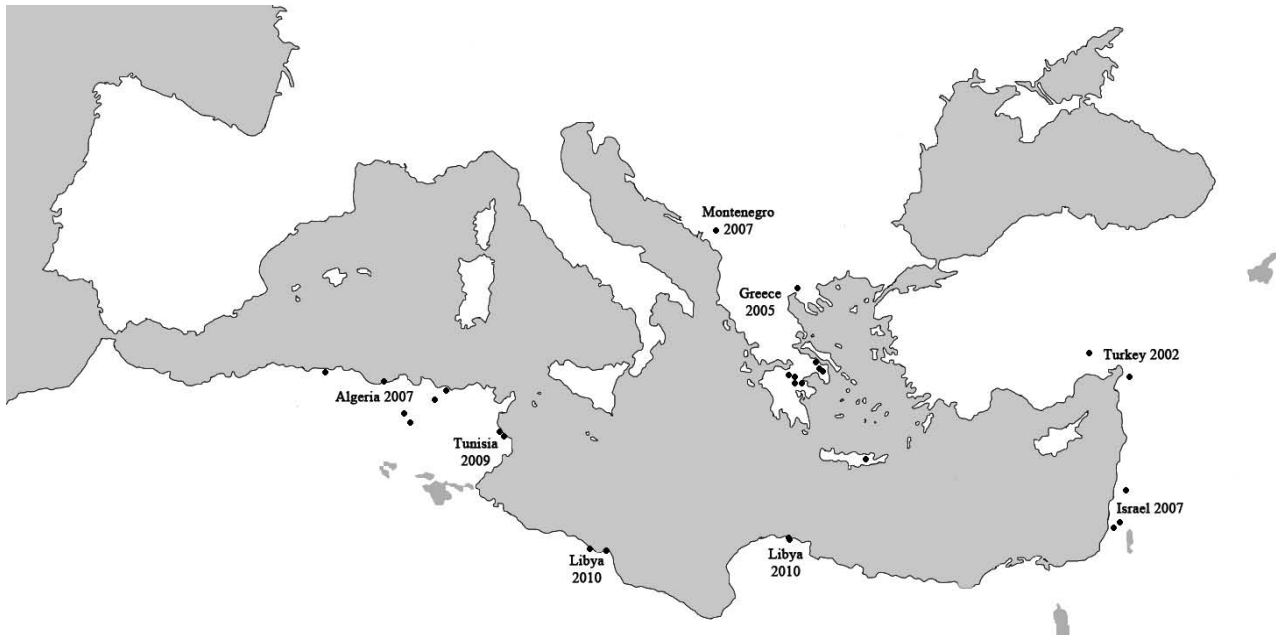 Montenegro
2007
Greece
2005
Turkey 2002
Algeria 2007
Tunisia
2009
Israel 2007
Libya
2010
Libya
2010